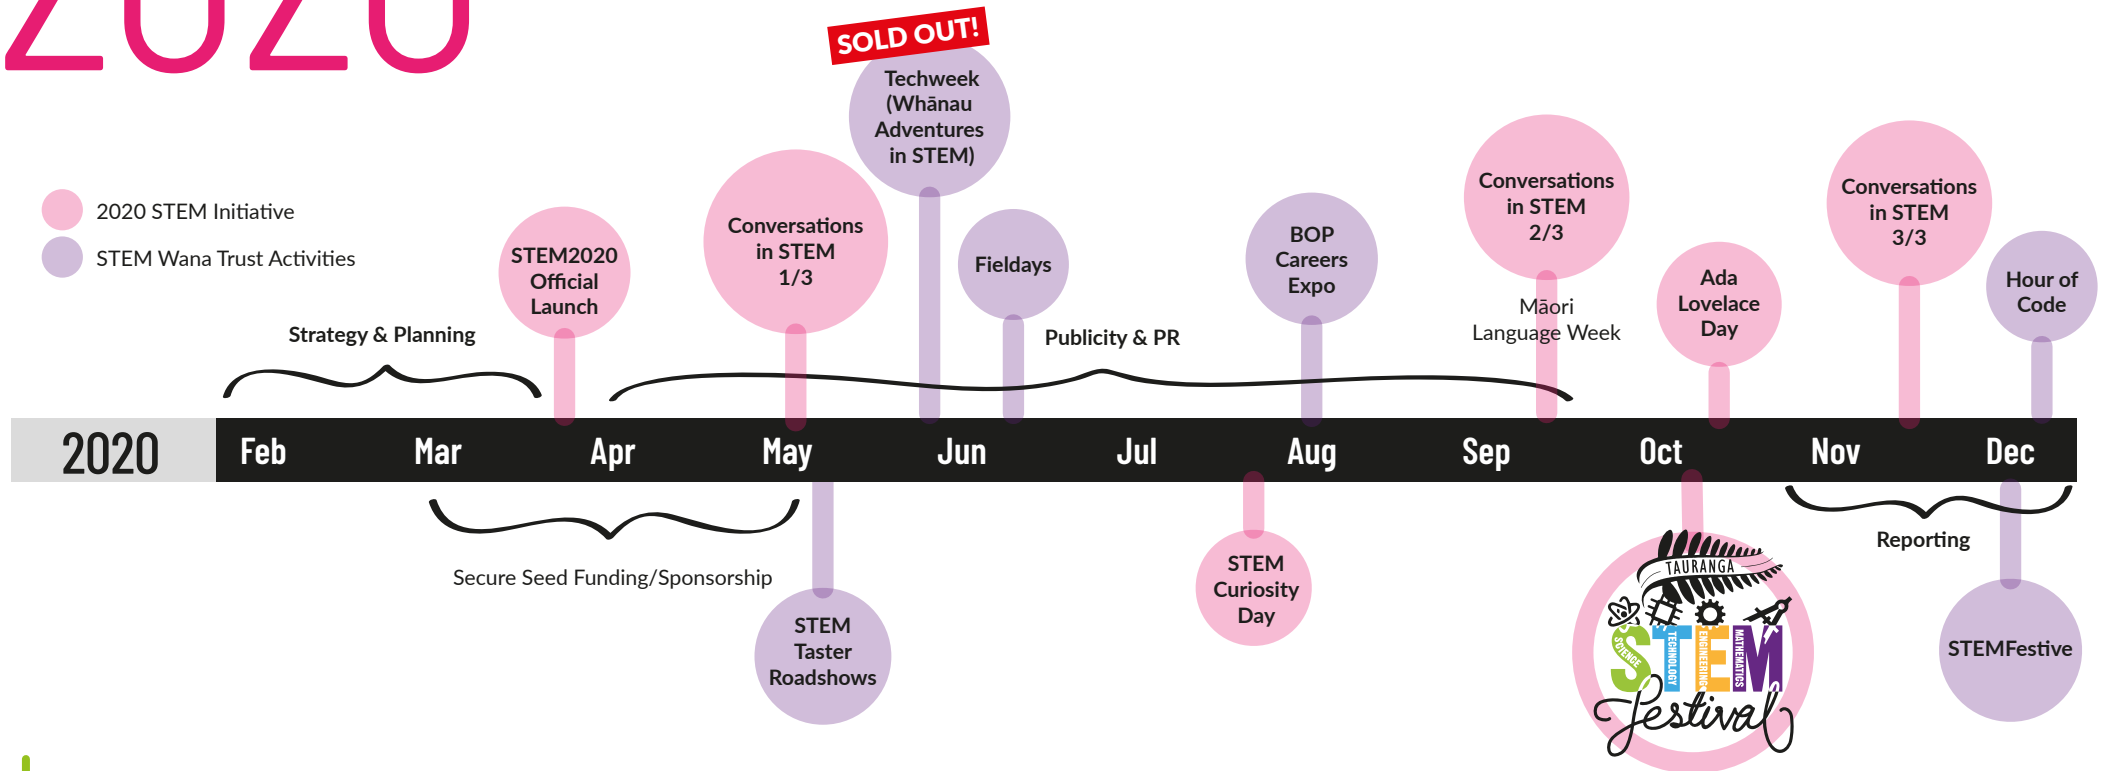 2020
SOLD OUT!
Techweek
(Whānau
Adventures
in STEM)
2020 STEM Initiative
STEM Wana Trust Activities
STEM2020
Official
Launch
Conversations
in STEM
1/3
Fieldays
BOP
Careers
Expo
Conversations
in STEM
2/3
Māori
Language Week
Ada
Lovelace
Day
Conversations
in STEM
3/3
Hour of
Code
Strategy & Planning
Publicity & PR
2020 Feb Mar Apr May Jun Jul Aug Sep Oct Nov Dec
Secure Seed Funding/Sponsorship
STEM
Taster
Roadshows
STEM
Curiosity
Day
TAURANGA
STEM
SCIENCE
TECHNOLOGY
ENGINEERING
MATHEMATICS
Festival
Reporting
STEMFestive